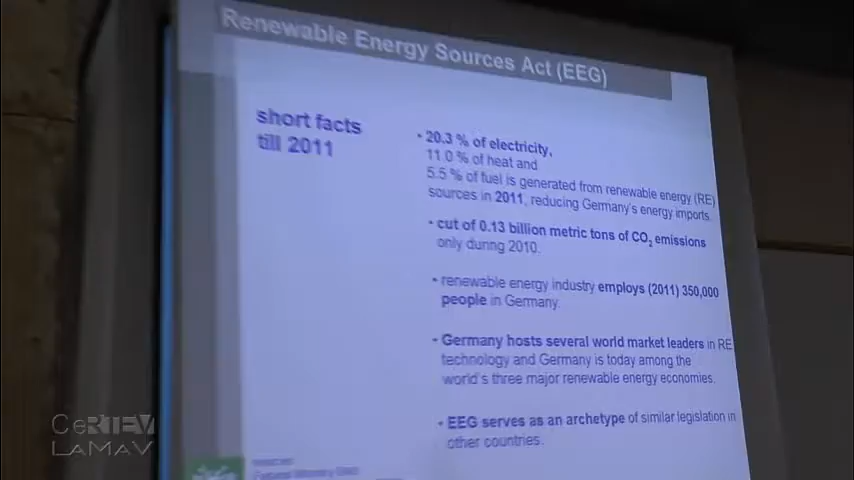 Renewable Energy Sources Act (EEG)
short facts
till 2011
• 20.3 % of electricity,
11.0 % of heat and
5.5 % of fuel is generated from renewable energy (RE)
sources in 2011, reducing Germany's energy imports.
• cut of 0.13 billion metric tons of CO₂ emissions
only during 2010.
• renewable energy industry employs (2011) 350,000
people in Germany.
• Germany hosts several world market leaders in RE
technology and Germany is today among the
world's three major renewable energy economies.
• EEG serves as an archetype of similar legislation in
other countries.
CeRTEV
LAMAV